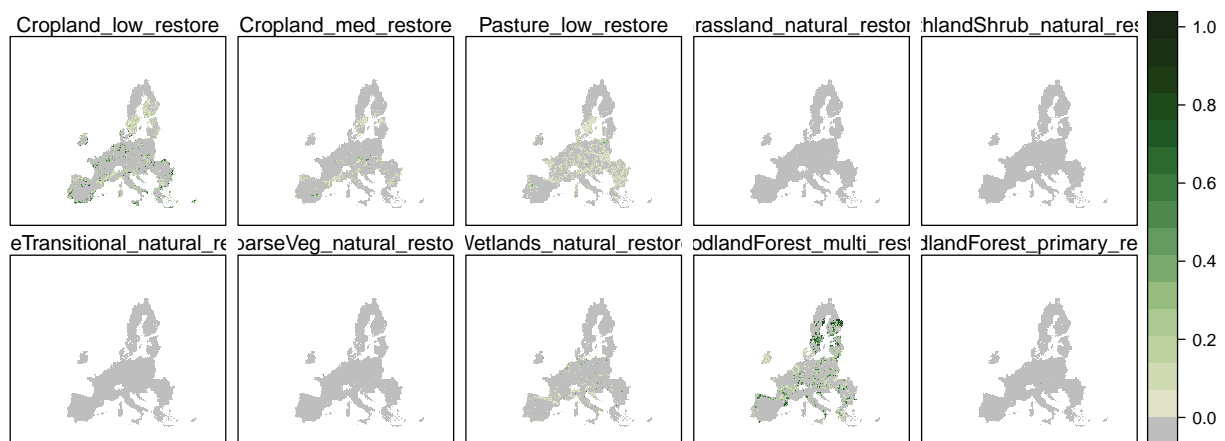 Cropland_low_restore
Cropland_med_restore
Pasture_low_restore
rassland_natural_restor
thlandShrub_natural_res
eTransitional_natural_re
parseVeg_natural_resto
Wetlands_natural_restore
odlandForest_multi_rest
dlandForest_primary_re
1.0
0.8
0.6
0.4
0.2
0.0